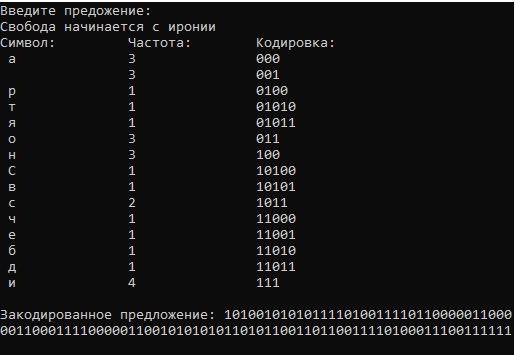 Введите предожение:
Свобода начинается с иронии
Символ: Частота: Кодировка:
а 3 000
3 001
р 1 0100
т 1 01010
я 1 01011
о 3 011
н 3 100
С 1 10100
в 1 10101
с 2 1011
ч 1 11000
е 1 11001
б 1 11010
д 1 11011
и 4 111
Закодированное предложение: 101001010101111010011110110000011000
0011000111100000110010101010110101100110110011110100011100111111